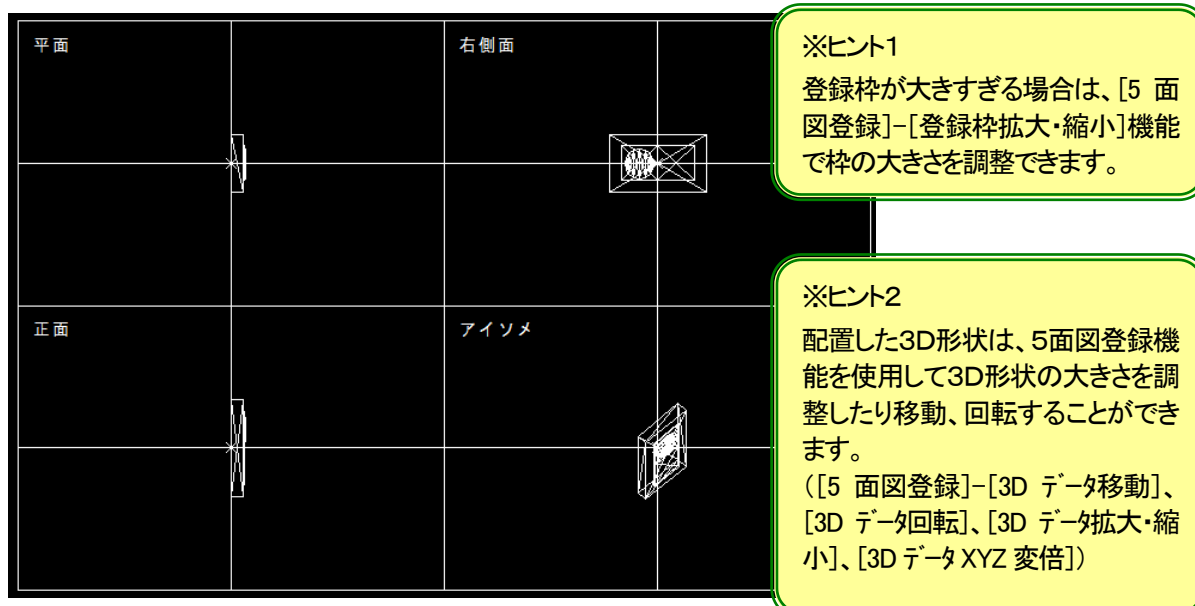 平面
右側面
正面
アイソメ
※ヒント1
登録枠が大きすぎる場合は、[5 面
図登録]-[登録枠拡大・縮小]機能
で枠の大きさを調整できます。
※ヒント2
配置した3D形状は、5面図登録機
能を使用して3D形状の大きさを調
整したり移動、回転することができ
ます。
([5 面図登録]-[3D データ移動]、
[3D データ回転]、[3D データ拡大・縮
小]、[3D データ XYZ 変倍])